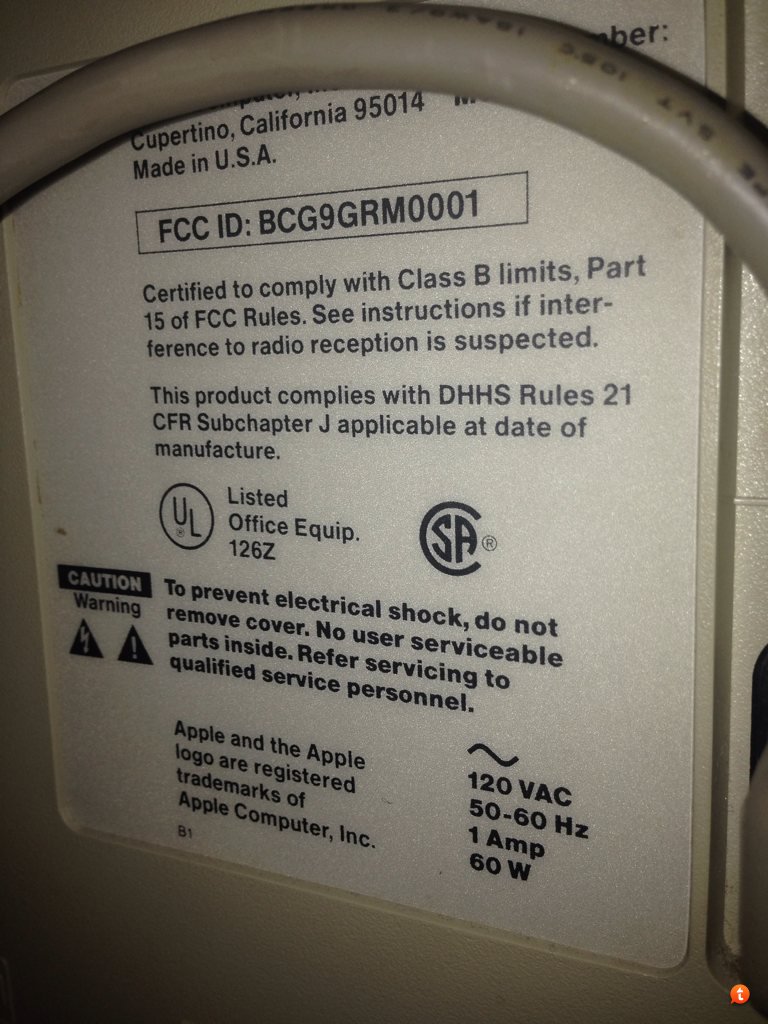 mber:
Cupertino, California 95014
Made in U.S.A.
FCC ID: BCG9GRM0001
Certified to comply with Class B limits, Part
15 of FCC Rules. See instructions if inter-
ference to radio reception is suspected.
This product complies with DHHS Rules 21
CFR Subchapter J applicable at date of
manufacture.
UL ®
Listed
Office Equip.
126Z
CSA ®
CAUTION
Warning
To prevent electrical shock, do not
remove cover. No user serviceable
parts inside. Refer servicing to
qualified service personnel.
Apple and the Apple
logo are registered
trademarks of
Apple Computer, Inc.
B1
120 VAC
50-60 Hz
1 Amp
60 W